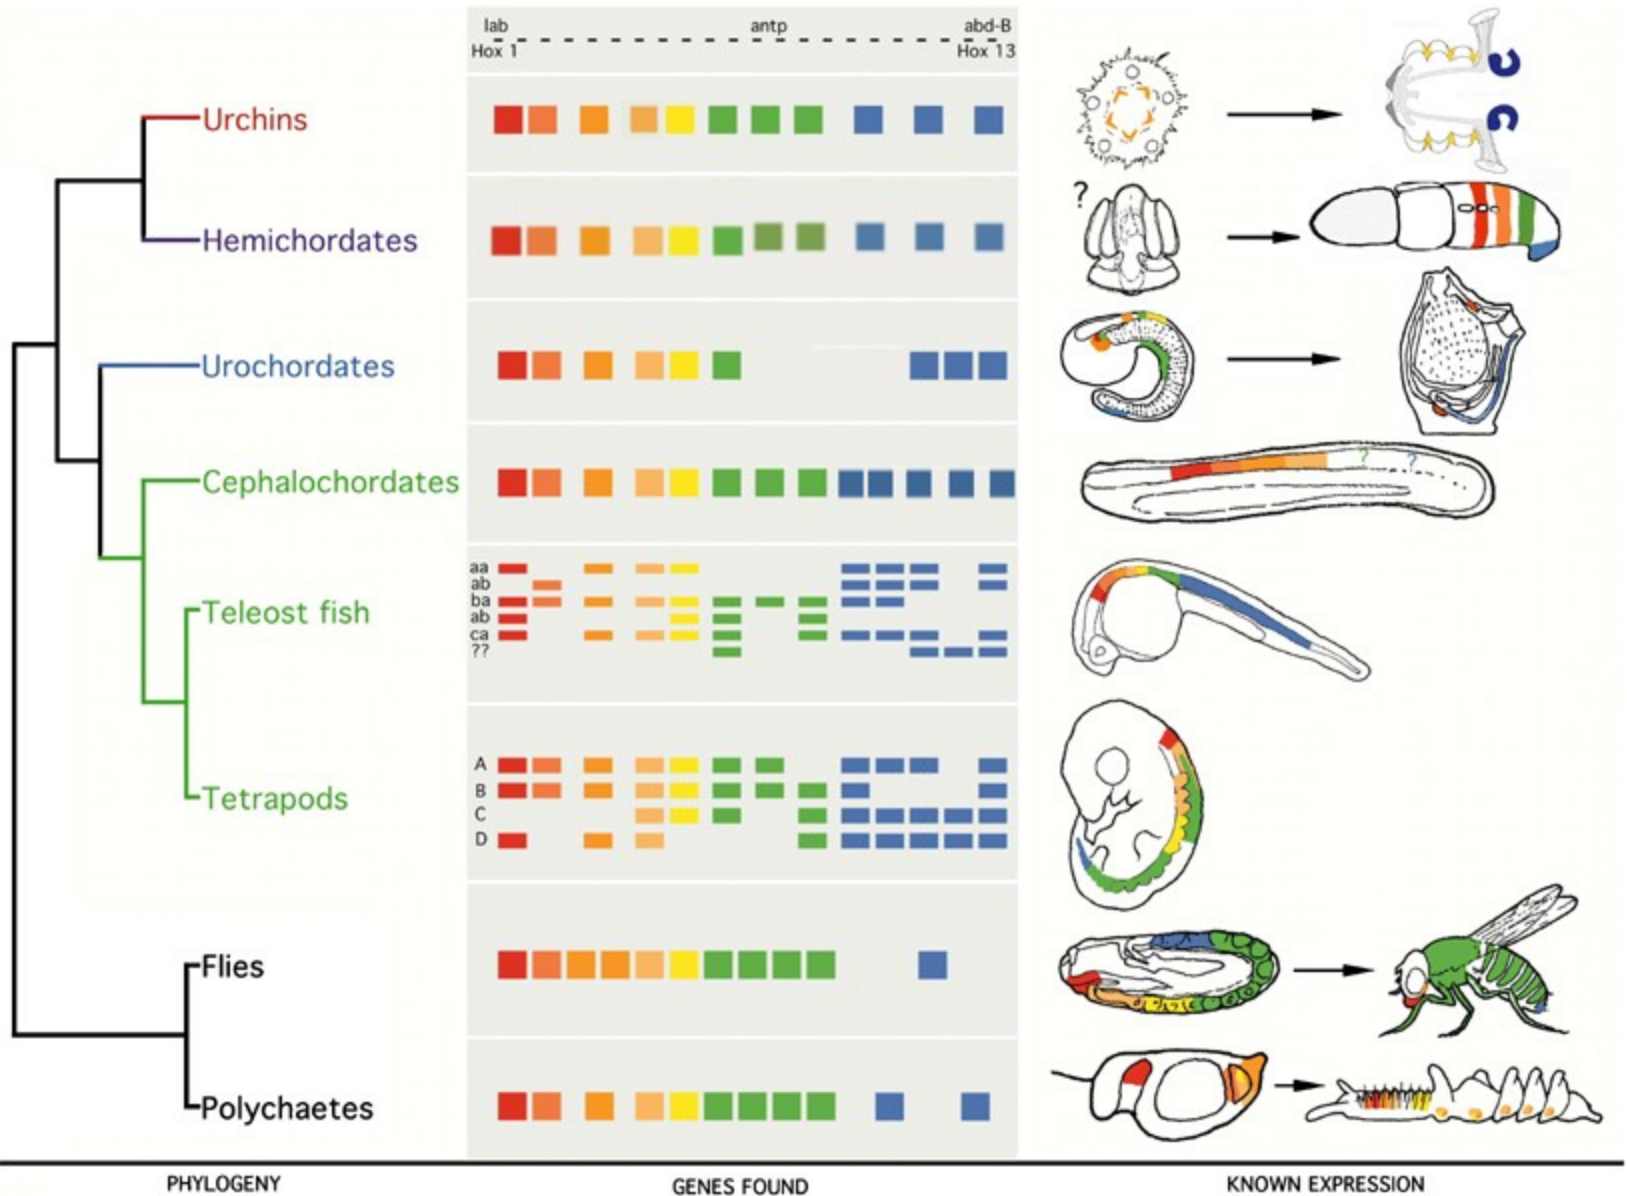 lab antp abd-B
Hox 1 Hox 13
Urchins
?
Hemichordates
Urochordates
Cephalochordates
? ?
aa
ab
ba
ab
ca
??
Teleost fish
A
B
C
D
Tetrapods
Flies
Polychaetes
PHYLOGENY GENES FOUND KNOWN EXPRESSION